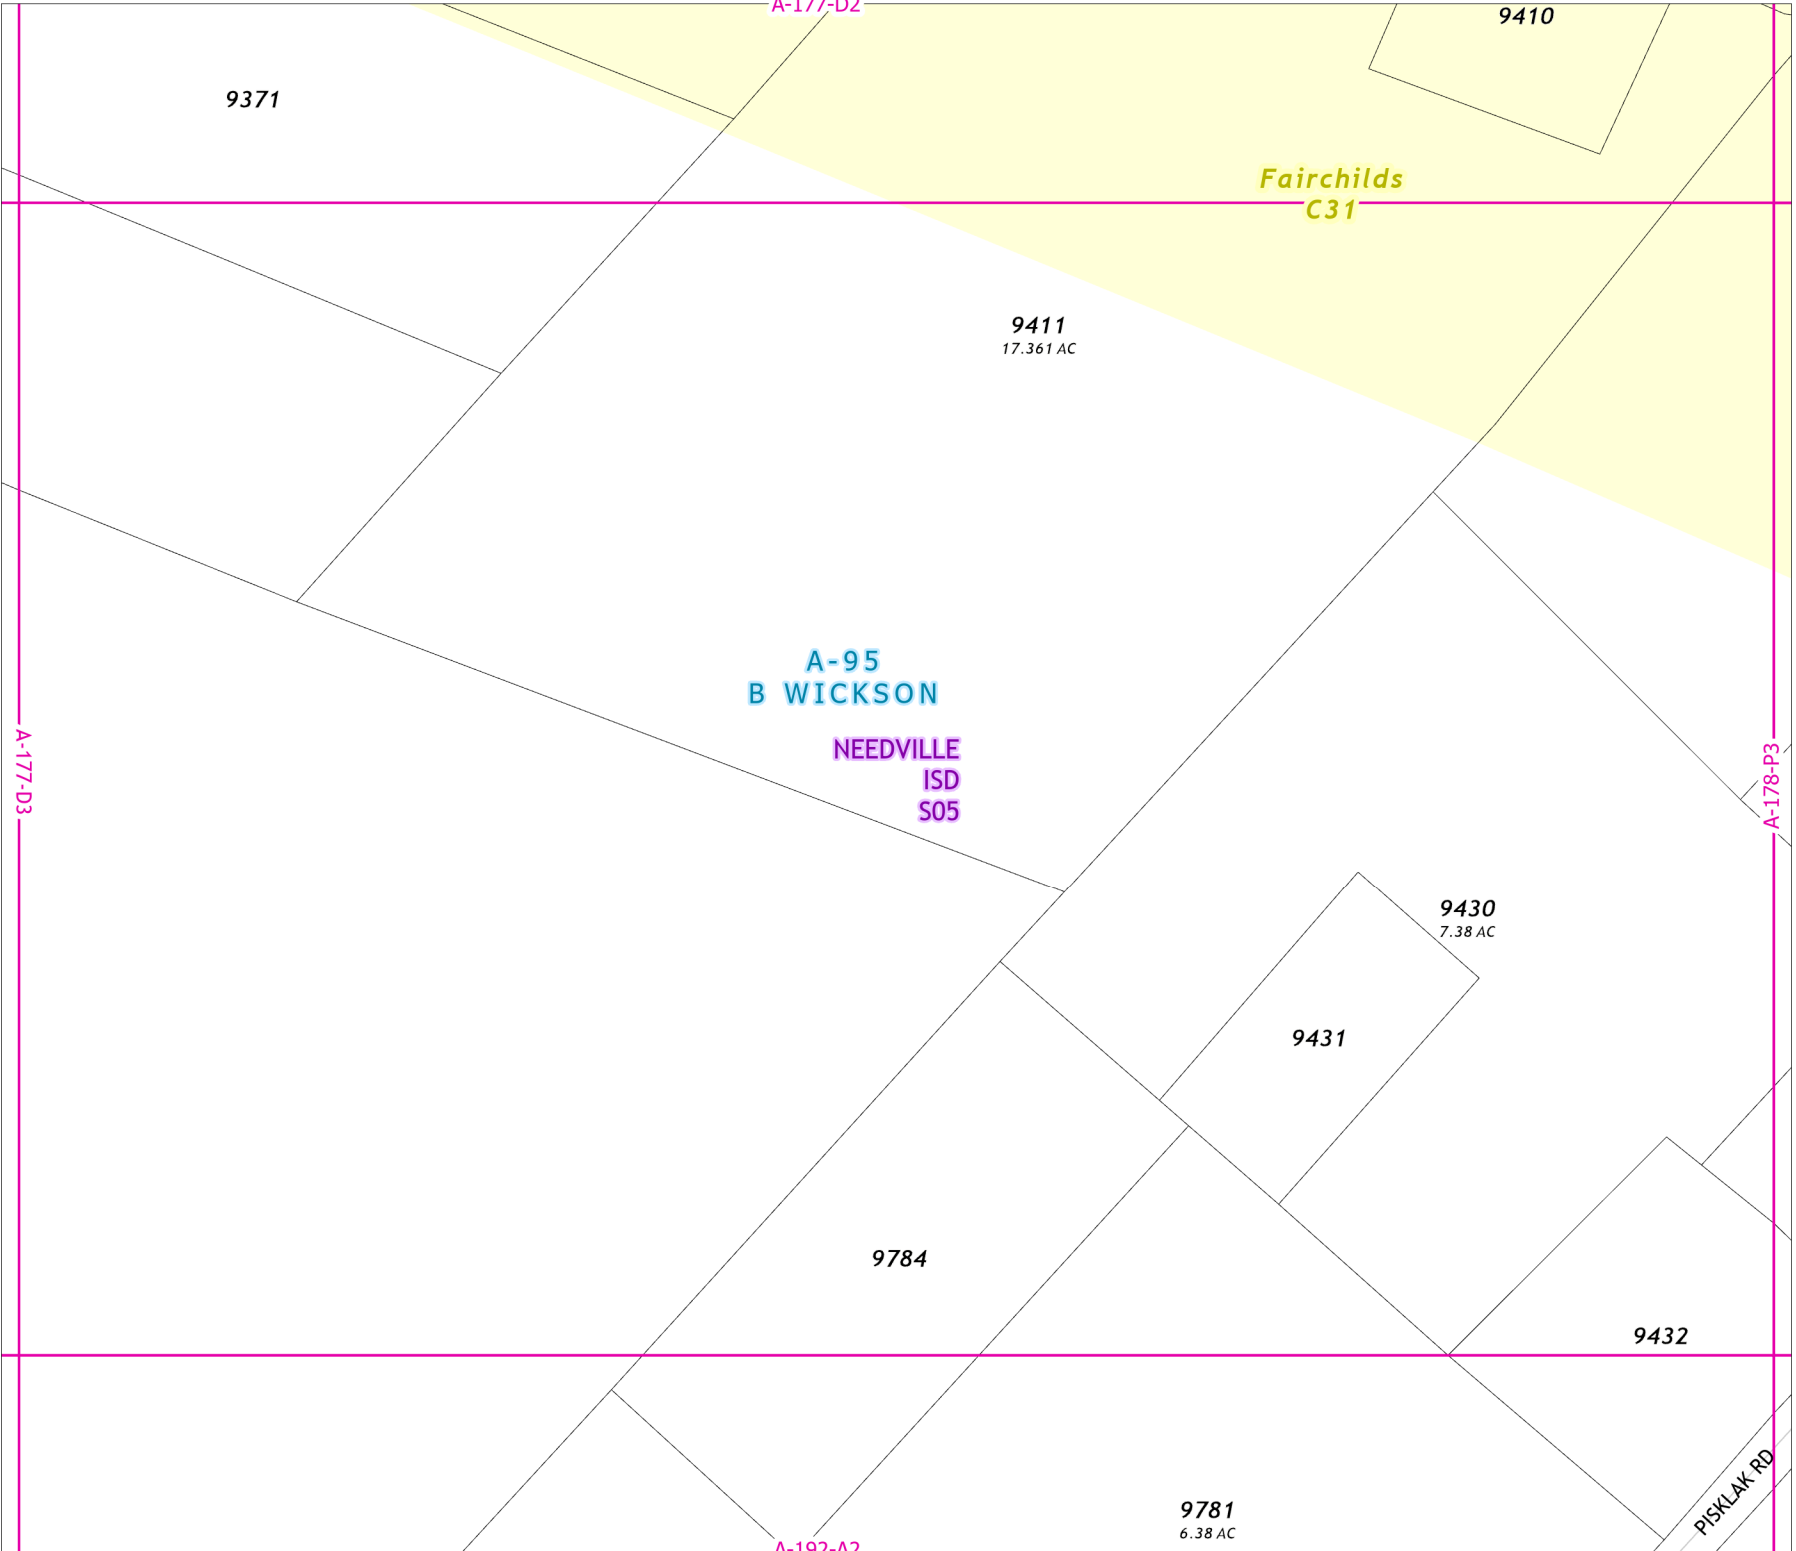 A-177-D2
9410
9371
Fairchilds
C31
9411
17.361 AC
A-95
B WICKSON
NEEDVILLE
ISD
S05
A-177-D3
A-178-P3
9430
7.38 AC
9431
9784
9432
PISKLAK RD
9781
6.38 AC
A-192-A2